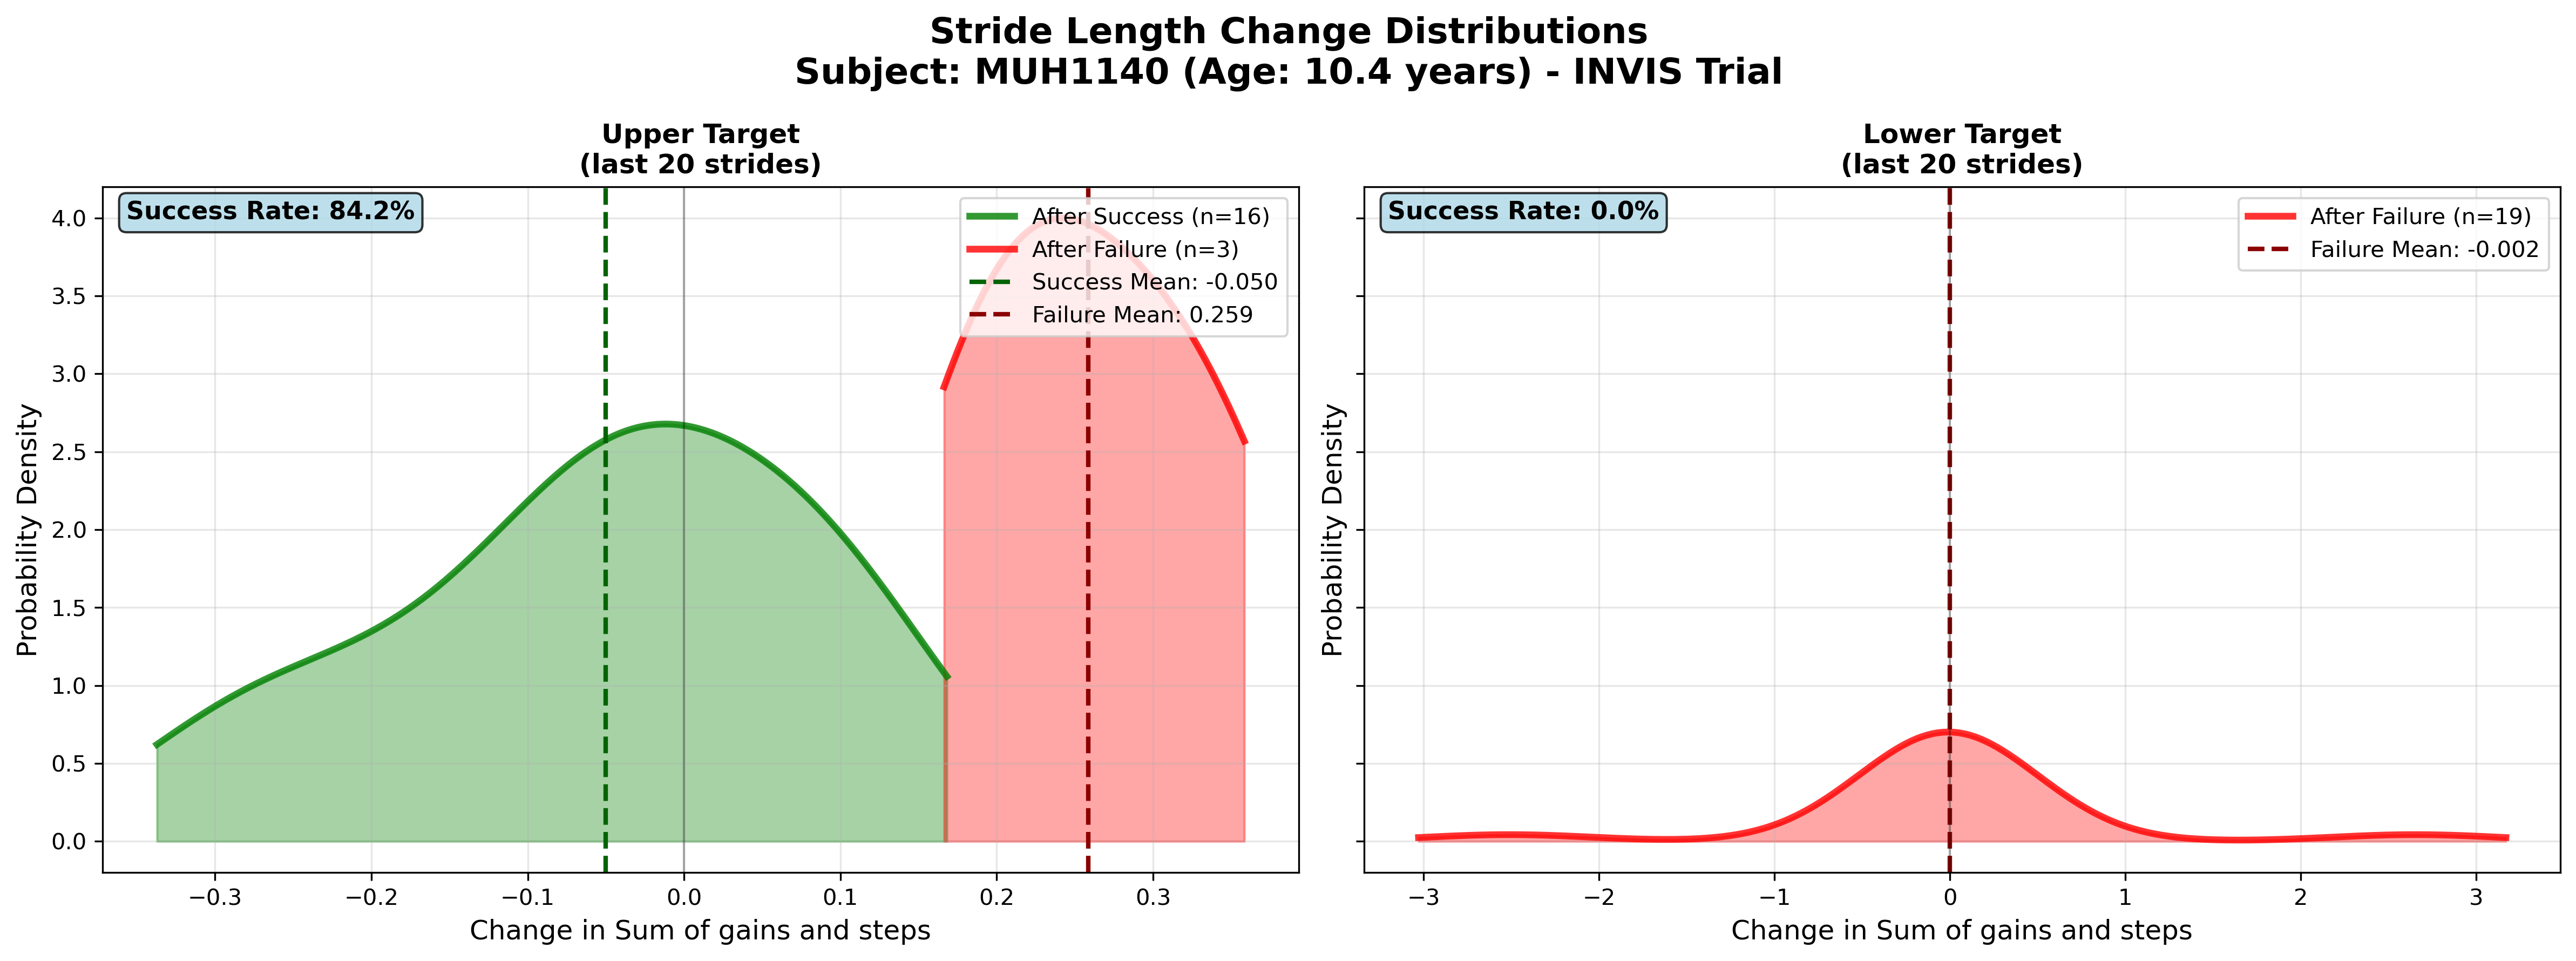 Stride Length Change Distributions
Subject: MUH1140 (Age: 10.4 years) - INVIS Trial
Upper Target
(last 20 strides)
Success Rate: 84.2%
After Success (n=16)
After Failure (n=3)
Success Mean: -0.050
Failure Mean: 0.259
Probability Density
4.0
3.5
3.0
2.5
2.0
1.5
1.0
0.5
0.0
−0.3
−0.2
−0.1
0.0
0.1
0.2
0.3
Change in Sum of gains and steps
Lower Target
(last 20 strides)
Success Rate: 0.0%
After Failure (n=19)
Failure Mean: -0.002
Probability Density
−3
−2
−1
0
1
2
3
Change in Sum of gains and steps